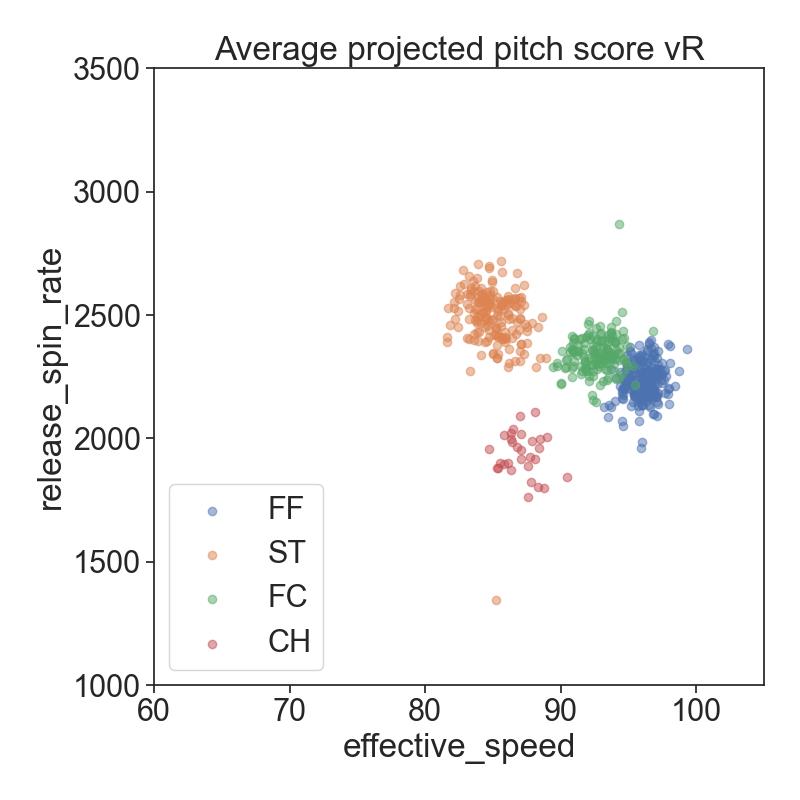 Average projected pitch score vR
3500
3000
2500
2000
1500
1000
release_spin_rate
FF
ST
FC
CH
60 70 80 90 100
effective_speed